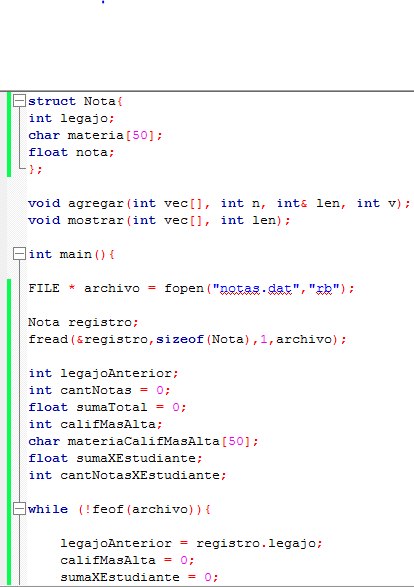 struct Nota{
int legajo;
char materia[50];
float nota;
};
void agregar(int vec[], int n, int& len, int v);
void mostrar(int vec[], int len);
int main(){
FILE * archivo = fopen("notas.dat","rb");
Nota registro;
fread(&registro,sizeof(Nota),1,archivo);
int legajoAnterior;
int cantNotas = 0;
float sumaTotal = 0;
int califMasAlta;
char materiaCalifMasAlta[50];
float sumaXEstudiante;
int cantNotasXEstudiante;
while (!feof(archivo)){
legajoAnterior = registro.legajo;
califMasAlta = 0;
sumaXEstudiante = 0;